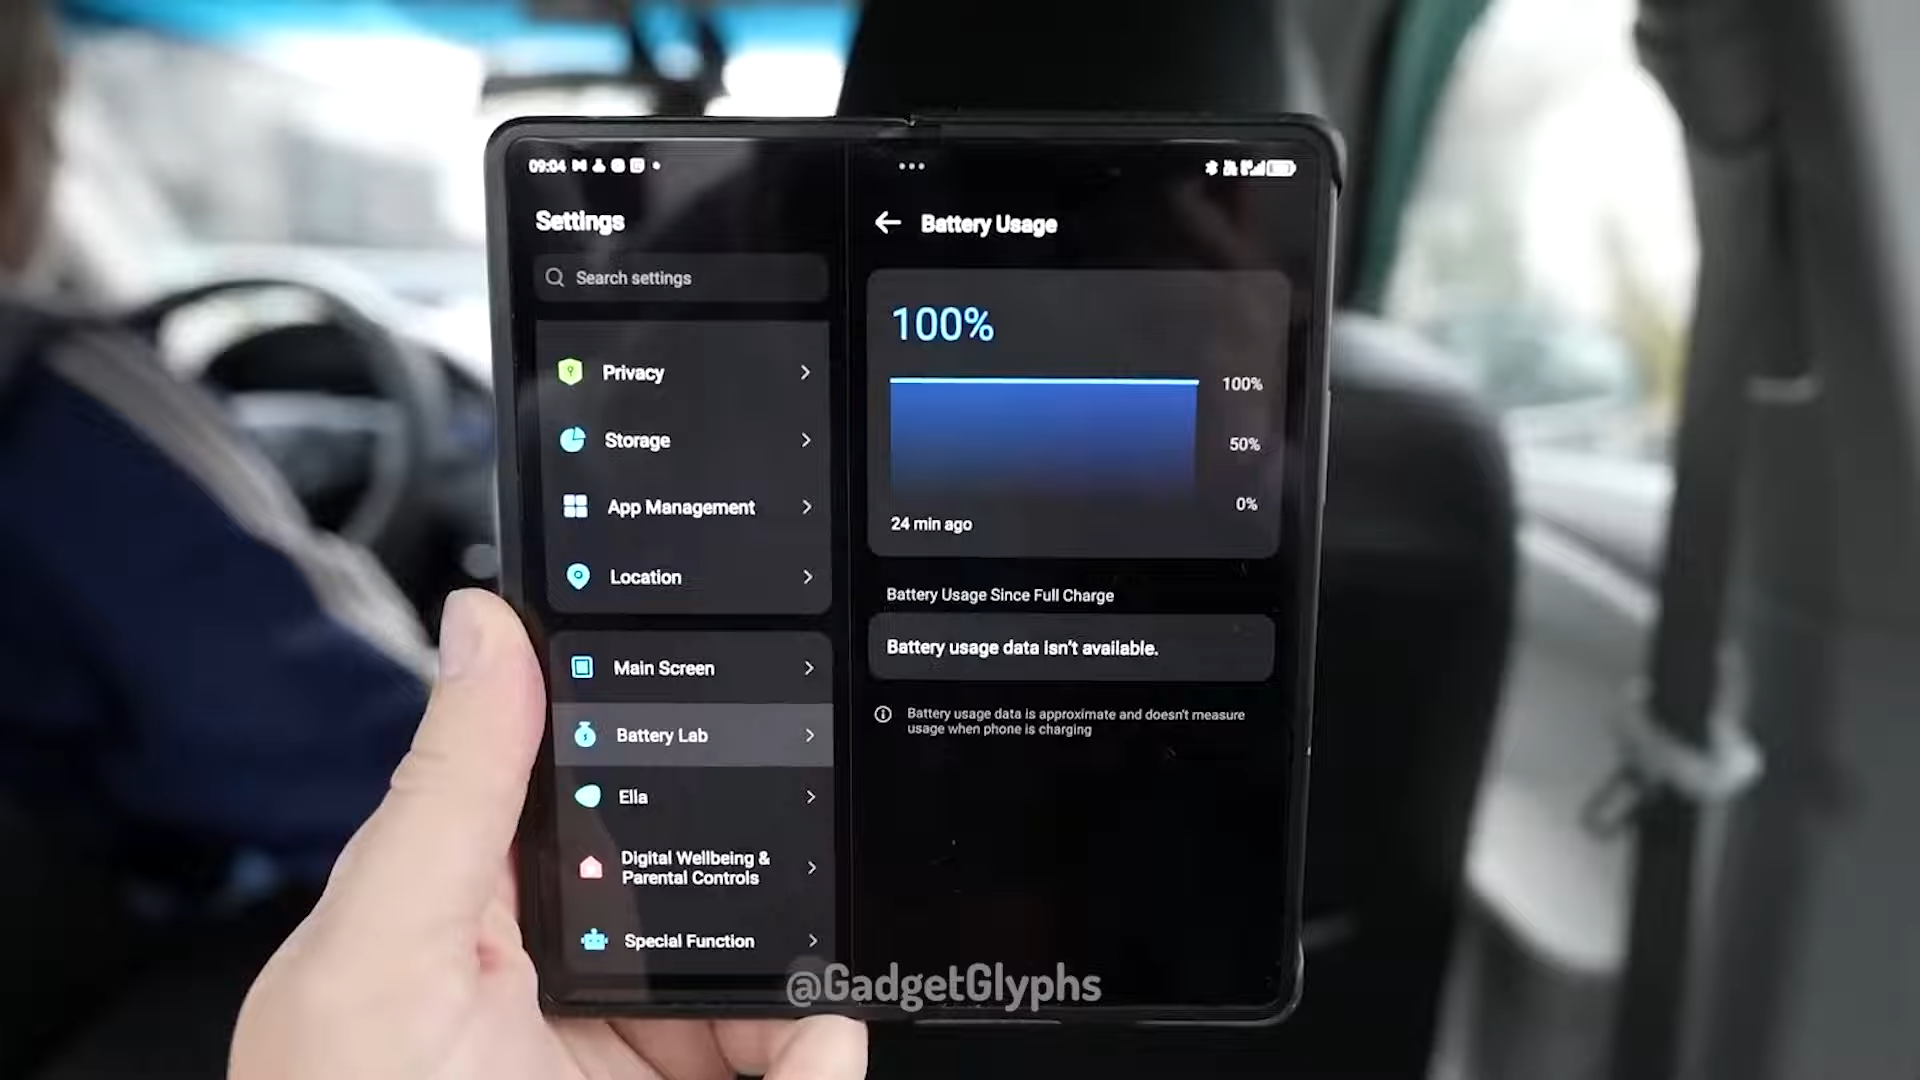 09:04
Settings
Search settings
Privacy
Storage
App Management
Location
Main Screen
Battery Lab
Ella
Digital Wellbeing &
Parental Controls
Special Function
Battery Usage
100%
100%
50%
0%
24 min ago
Battery Usage Since Full Charge
Battery usage data isn't available.
Battery usage data is approximate and doesn't measure
usage when phone is charging
@GadgetGlyphs